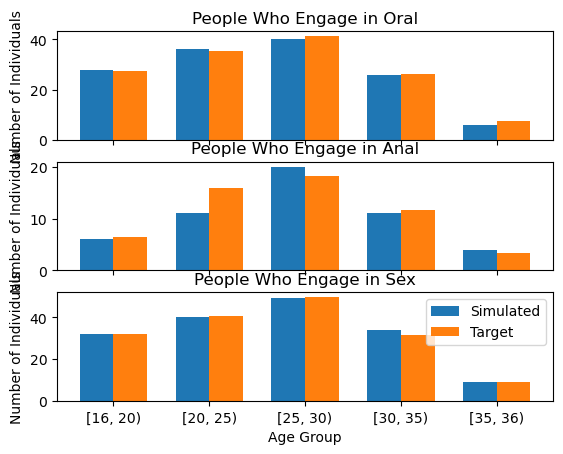 People Who Engage in Oral
Number of Individuals
40
20
0
People Who Engage in Anal
Number of Individuals
20
10
0
People Who Engage in Sex
Number of Individuals
40
20
0
Simulated
Target
[16, 20) [20, 25) [25, 30) [30, 35) [35, 36)
Age Group